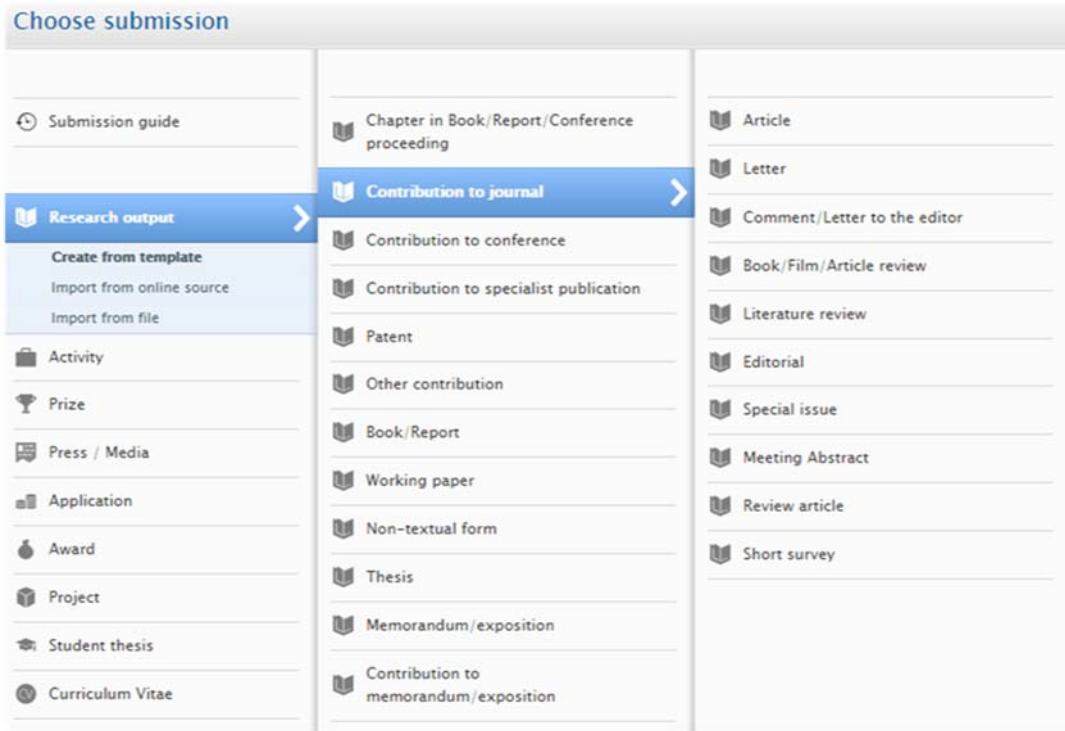 Choose submission
Submission guide
Research output
Create from template
Import from online source
Import from file
Activity
Prize
Press / Media
Application
Award
Project
Student thesis
Curriculum Vitae
Chapter in Book/Report/Conference
proceeding
Contribution to journal
Contribution to conference
Contribution to specialist publication
Patent
Other contribution
Book/Report
Working paper
Non-textual form
Thesis
Memorandum/exposition
Contribution to
memorandum/exposition
Article
Letter
Comment/Letter to the editor
Book/Film/Article review
Literature review
Editorial
Special issue
Meeting Abstract
Review article
Short survey